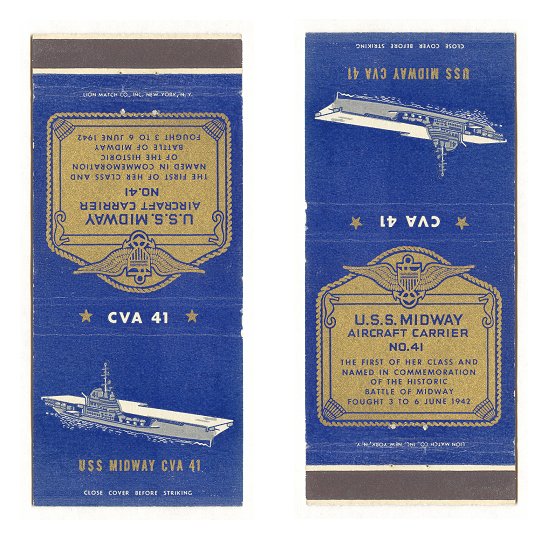 LION MATCH CO., INC. NEW YORK, N.Y.
U.S.S. MIDWAY
AIRCRAFT CARRIER
NO.41
THE FIRST OF HER CLASS AND
NAMED IN COMMEMORATION
OF THE HISTORIC
BATTLE OF MIDWAY
FOUGHT 3 TO 6 JUNE 1942
CVA 41
USS MIDWAY CVA 41
CLOSE COVER BEFORE STRIKING
CLOSE COVER BEFORE STRIKING
USS MIDWAY CVA 41
CVA 41
U.S.S. MIDWAY
AIRCRAFT CARRIER
NO.41
THE FIRST OF HER CLASS AND
NAMED IN COMMEMORATION
OF THE HISTORIC
BATTLE OF MIDWAY
FOUGHT 3 TO 6 JUNE 1942
LION MATCH CO., INC. NEW YORK, N.Y.